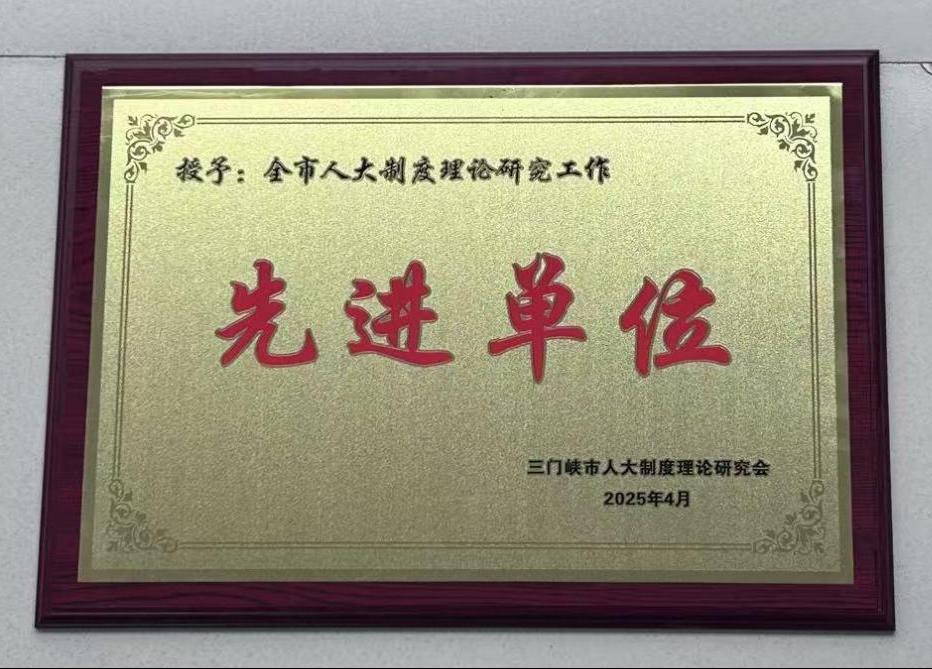 授予：全市人大制度理论研究工作
先进单位
三门峡市人大制度理论研究会
2025年4月